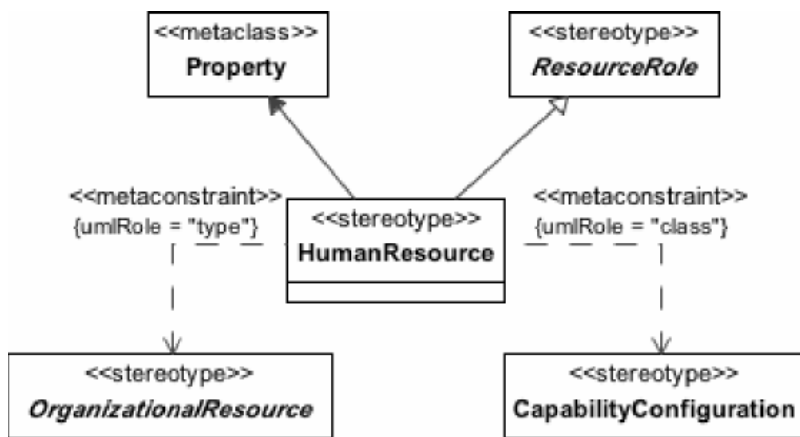 <<metaclass>>
Property
<<stereotype>>
ResourceRole
<<metaconstraint>>
{umlRole = "type"}
<<stereotype>>
HumanResource
<<metaconstraint>>
{umlRole = "class"}
<<stereotype>>
OrganizationalResource
<<stereotype>>
CapabilityConfiguration